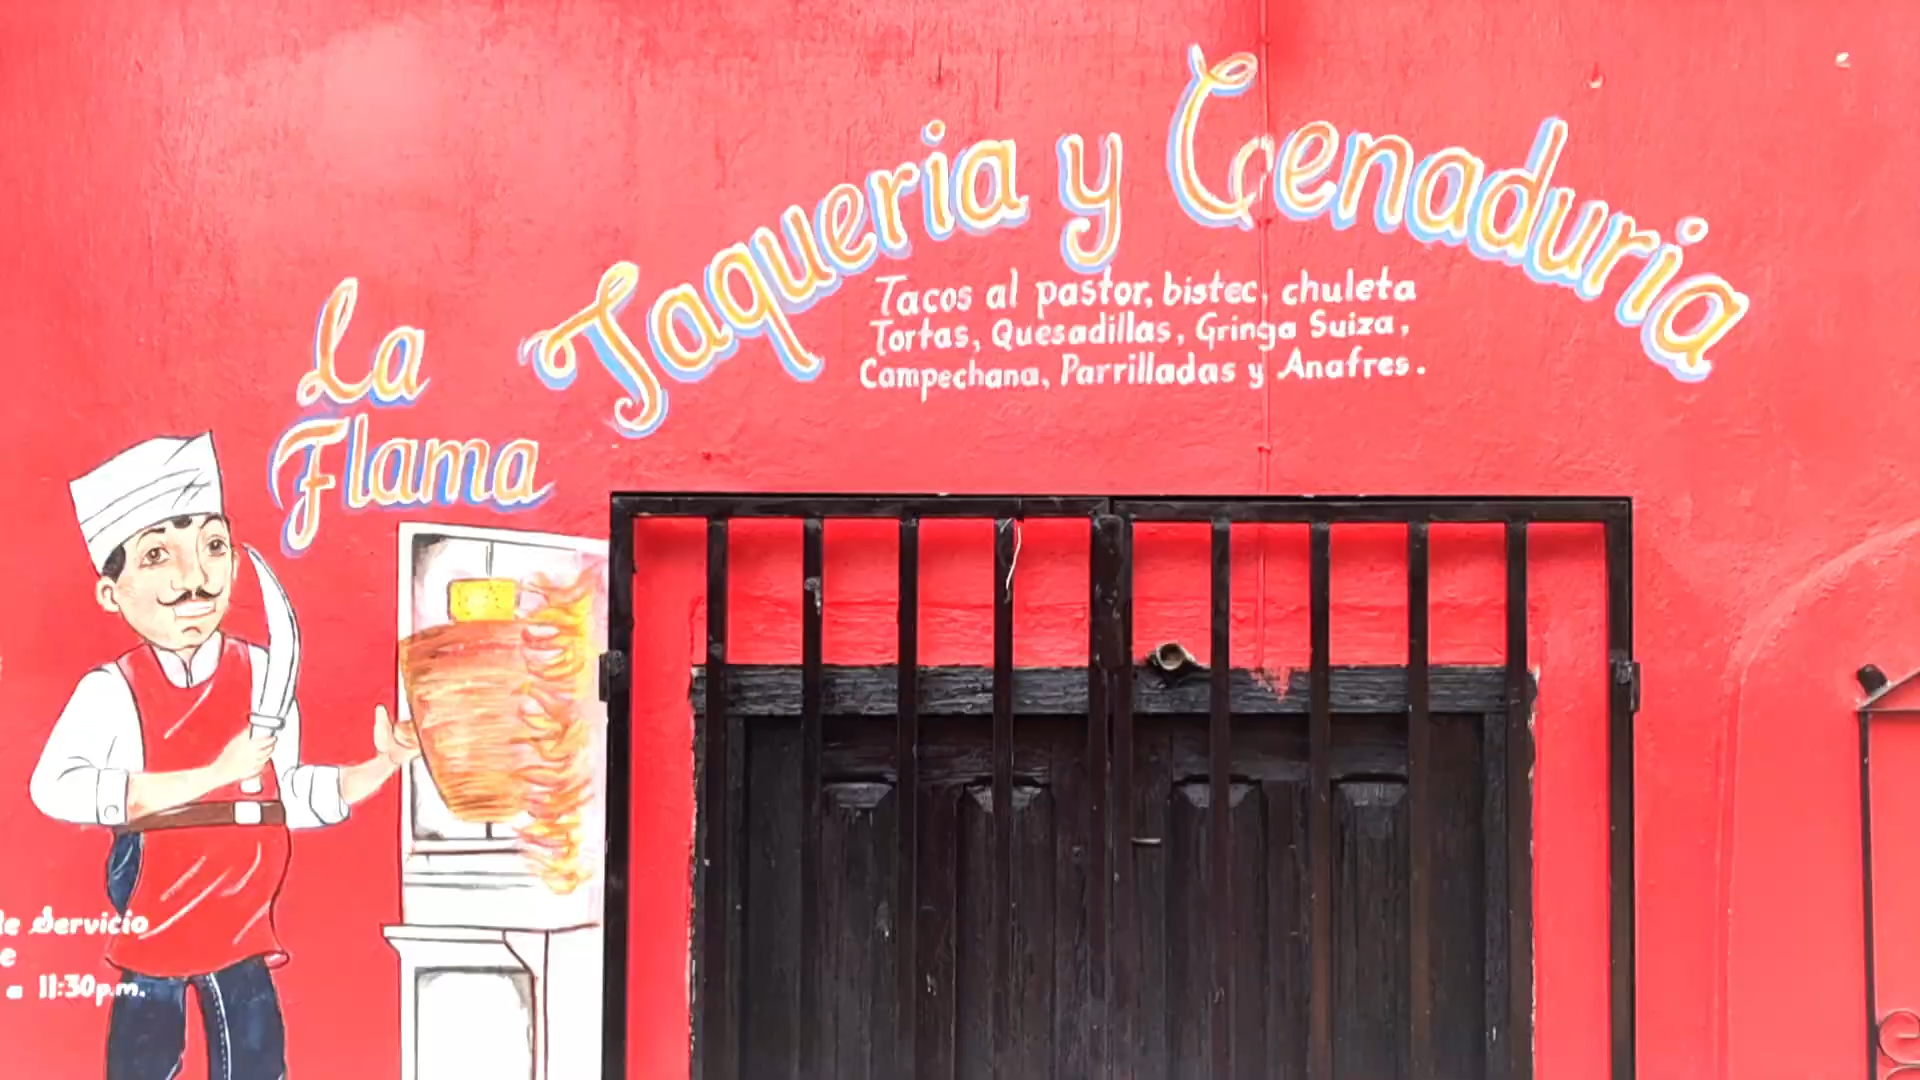 La
Flama
Taqueria y Cenaduria
Tacos al pastor, bistec, chuleta
Tortas, Quesadillas, Gringa Suiza,
Campechana, Parrilladas y Anafres.
de Servicio
e
a 11:30p.m.